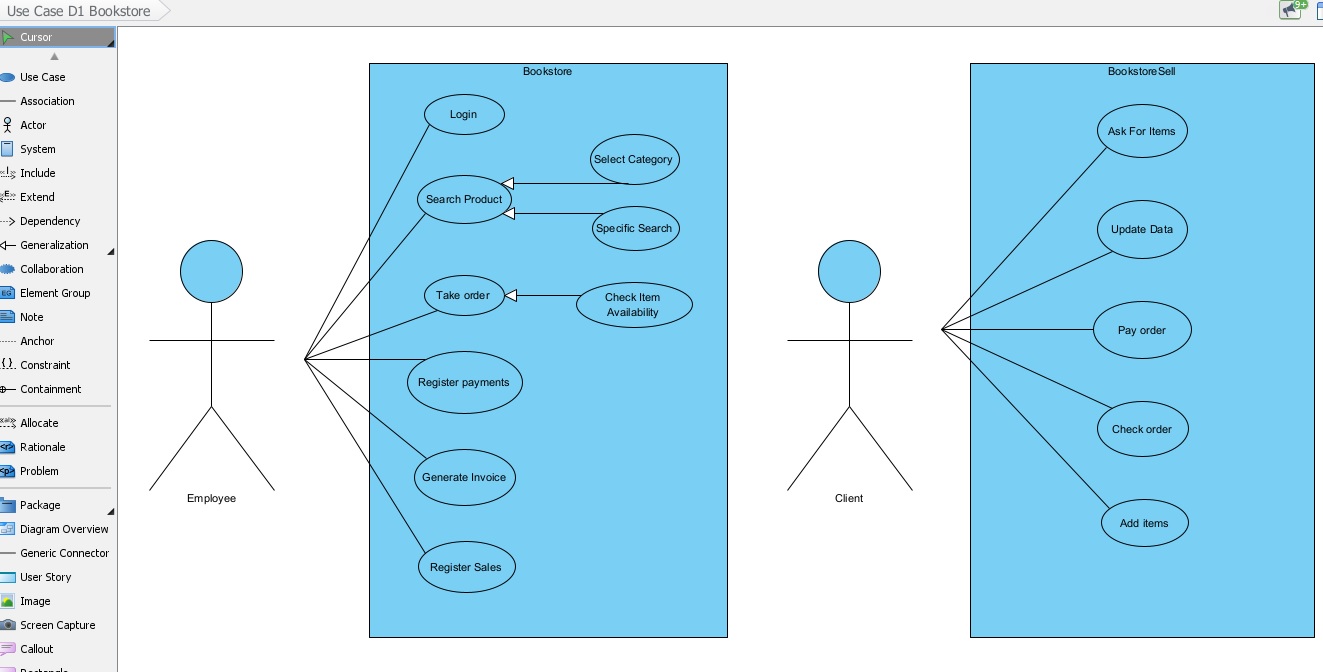 Use Case D1 Bookstore
9+
Cursor
Use Case
Association
Actor
System
Include
Extend
Dependency
Generalization
Collaboration
EG
Element Group
Note
Anchor
Constraint
Containment
Allocate
Rationale
Problem
Package
Diagram Overview
Generic Connector
User Story
Image
Screen Capture
Callout
Rectangle
Employee
Bookstore
Login
Select Category
Search Product
Specific Search
Take order
Check Item
Availability
Register payments
Generate Invoice
Register Sales
Client
BookstoreSell
Ask For Items
Update Data
Pay order
Check order
Add items